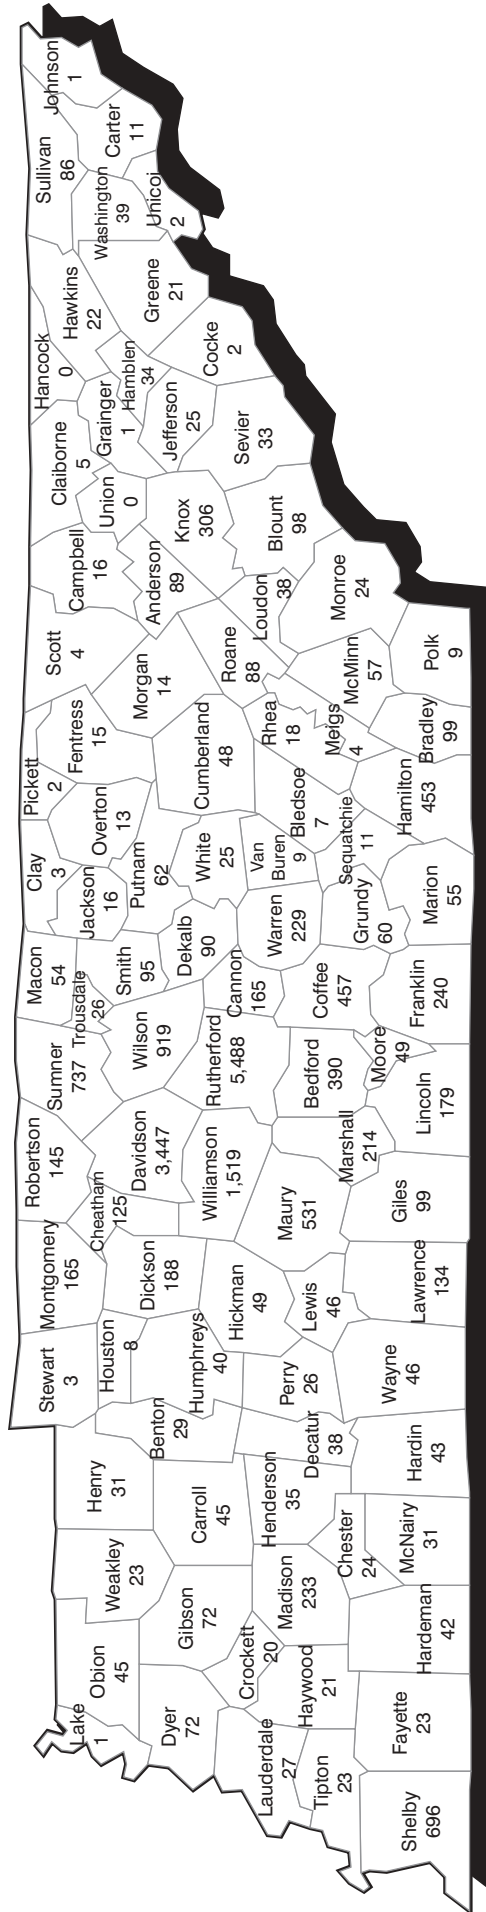 Johnson
1
Sullivan
86
Carter
11
Washington
39
Unicoi
2
Hawkins
22
Greene
21
Hancock
0
Hamblen
34
Cocke
2
Grainger
1
Jefferson
25
Claiborne
5
Sevier
33
Union
0
Knox
306
Blount
98
Campbell
16
Anderson
89
Loudon
38
Monroe
24
Scott
4
Morgan
14
Roane
88
McMinn
57
Polk
9
Fentress
15
Cumberland
48
Rhea
18
Meigs
4
Bradley
99
Pickett
2
Overton
13
Bledsoe
7
Hamilton
453
Clay
3
Putnam
62
White
25
Van
Buren
9
Sequatchie
11
Jackson
16
Dekalb
90
Warren
229
Grundy
60
Marion
55
Macon
54
Trousdale
26
Smith
95
Cannon
165
Coffee
457
Franklin
240
Sumner
737
Wilson
919
Rutherford
5,488
Bedford
390
Moore
49
Lincoln
179
Robertson
145
Davidson
3,447
Williamson
1,519
Marshall
214
Cheatham
125
Maury
531
Giles
99
Montgomery
165
Dickson
188
Hickman
49
Lewis
46
Lawrence
134
Stewart
3
Houston
8
Humphreys
40
Perry
26
Wayne
46
Benton
29
Decatur
38
Henry
31
Carroll
45
Henderson
35
Hardin
43
Chester
24
McNairy
31
Weakley
23
Gibson
72
Madison
233
Hardeman
42
Obion
45
Crockett
20
Haywood
21
Lake
1
Dyer
72
Lauderdale
27
Tipton
23
Fayette
23
Shelby
696